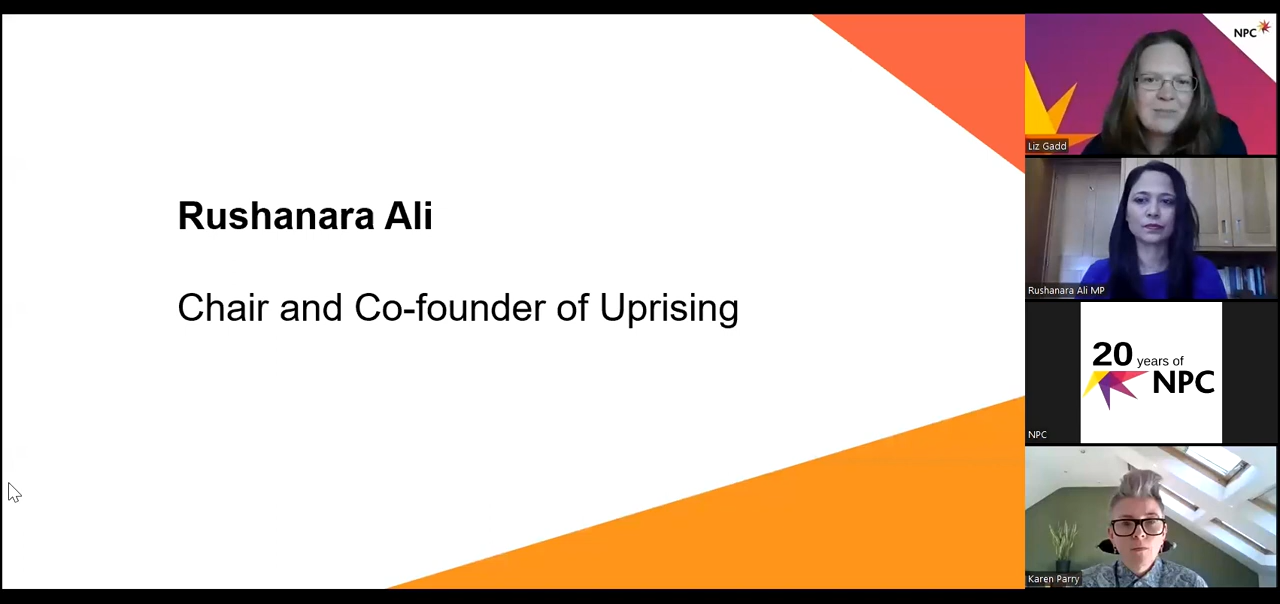 Rushanara Ali
Chair and Co-founder of Uprising
NPC
Liz Gadd
Rushanara Ali MP
20 years of
NPC
NPC
Karen Parry